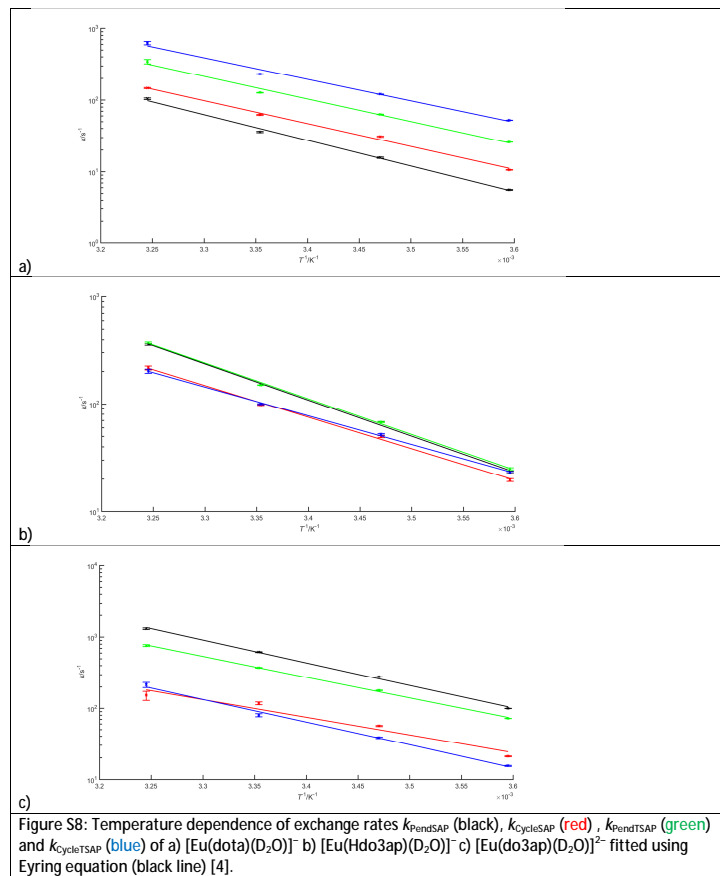 10³
10²
10¹
10⁰
k/s⁻¹
3.2 3.25 3.3 3.35 3.4 3.45 3.5 3.55 3.6
T⁻¹/K⁻¹ ×10⁻³
a)
10³
10²
10¹
k/s⁻¹
3.2 3.25 3.3 3.35 3.4 3.45 3.5 3.55 3.6
T⁻¹/K⁻¹ ×10⁻³
b)
10⁴
10³
10²
10¹
k/s⁻¹
3.2 3.25 3.3 3.35 3.4 3.45 3.5 3.55 3.6
T⁻¹/K⁻¹ ×10⁻³
c)
Figure S8: Temperature dependence of exchange rates kPendSAP (black), kCycleSAP (red) , kPendTSAP (green)
and kCycleTSAP (blue) of a) [Eu(dota)(D₂O)]⁻ b) [Eu(Hdo3ap)(D₂O)]⁻ c) [Eu(do3ap)(D₂O)]²⁻ fitted using
Eyring equation (black line) [4].